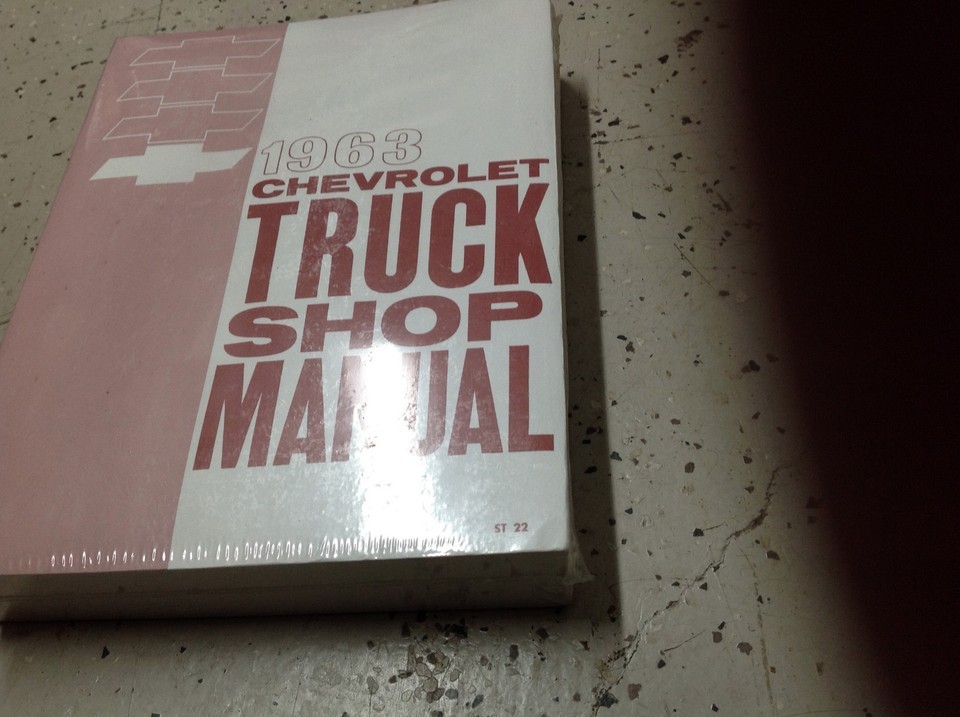 1963
CHEVROLET
TRUCK
SHOP
MANUAL
ST 22